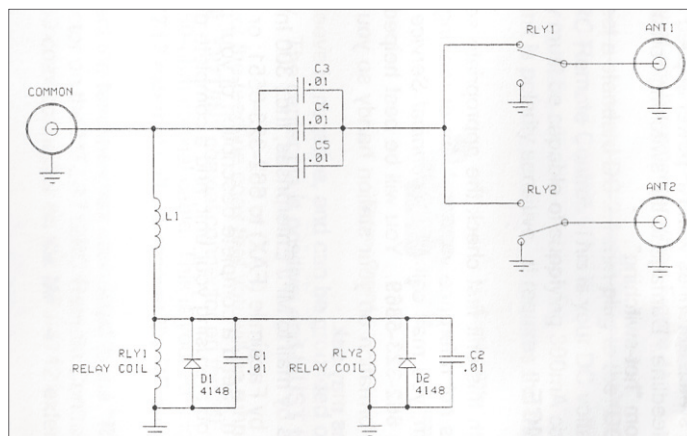 RLY1
ANT1
COMMON
C3
.01
C4
.01
C5
.01
L1
RLY2
ANT2
RLY1
RELAY COIL
D1
4148
C1
.01
RLY2
RELAY COIL
D2
4148
C2
.01